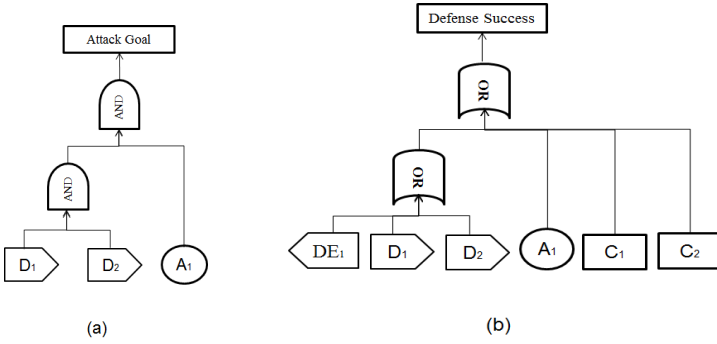 Attack Goal
AND
AND
D1
D2
A1
(a)
Defense Success
OR
OR
DE1
D1
D2
A1
C1
C2
(b)